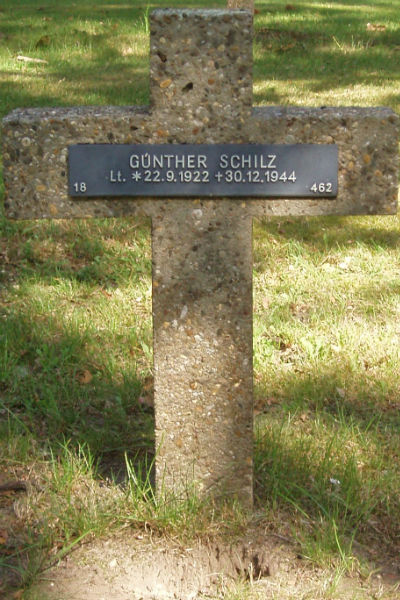 GÜNTHER SCHILZ
Lt. *22.9.1922 +30.12.1944
18 462